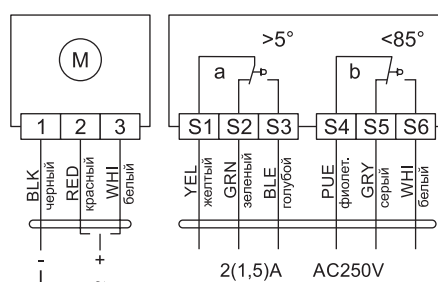 >5°
<85°
M
a
b
1 2 3
S1 S2 S3
S4 S5 S6
BLK
черный
RED
красный
WHI
белый
YEL
желтый
GRN
зеленый
BLE
голубой
PUE
фиолет.
GRY
серый
WHI
белый
- +
2(1,5)A AC250V